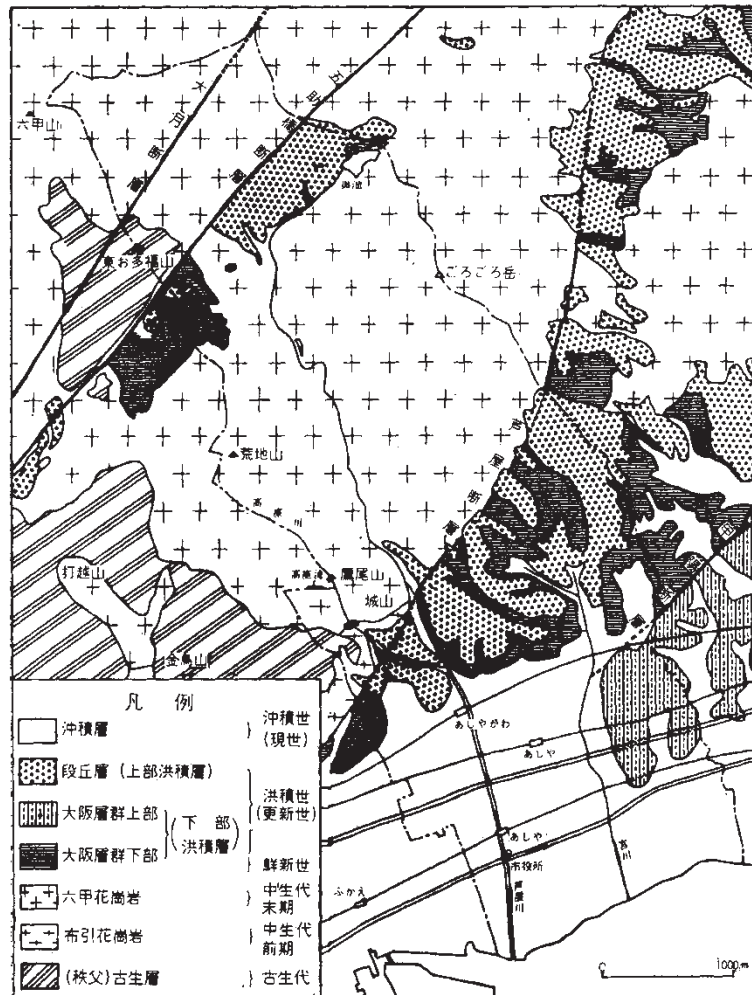 六甲山
大月断層
五助橋断層
東お多福山
ごろごろ岳
荒地山
高座川
芦屋断層
高座滝
鷹尾山
城山
打越山
金鳥山
あしやがわ
あしや
あしや
市役所
ふかえ
芦屋川
宮川
0 1000m
凡例
沖積層 沖積世(現世)
段丘層(上部洪積層) 洪積世(更新世)
大阪層群上部 (下部洪積層)
大阪層群下部 鮮新世
六甲花崗岩 中生代末期
布引花崗岩 中生代前期
(秩父)古生層 古生代